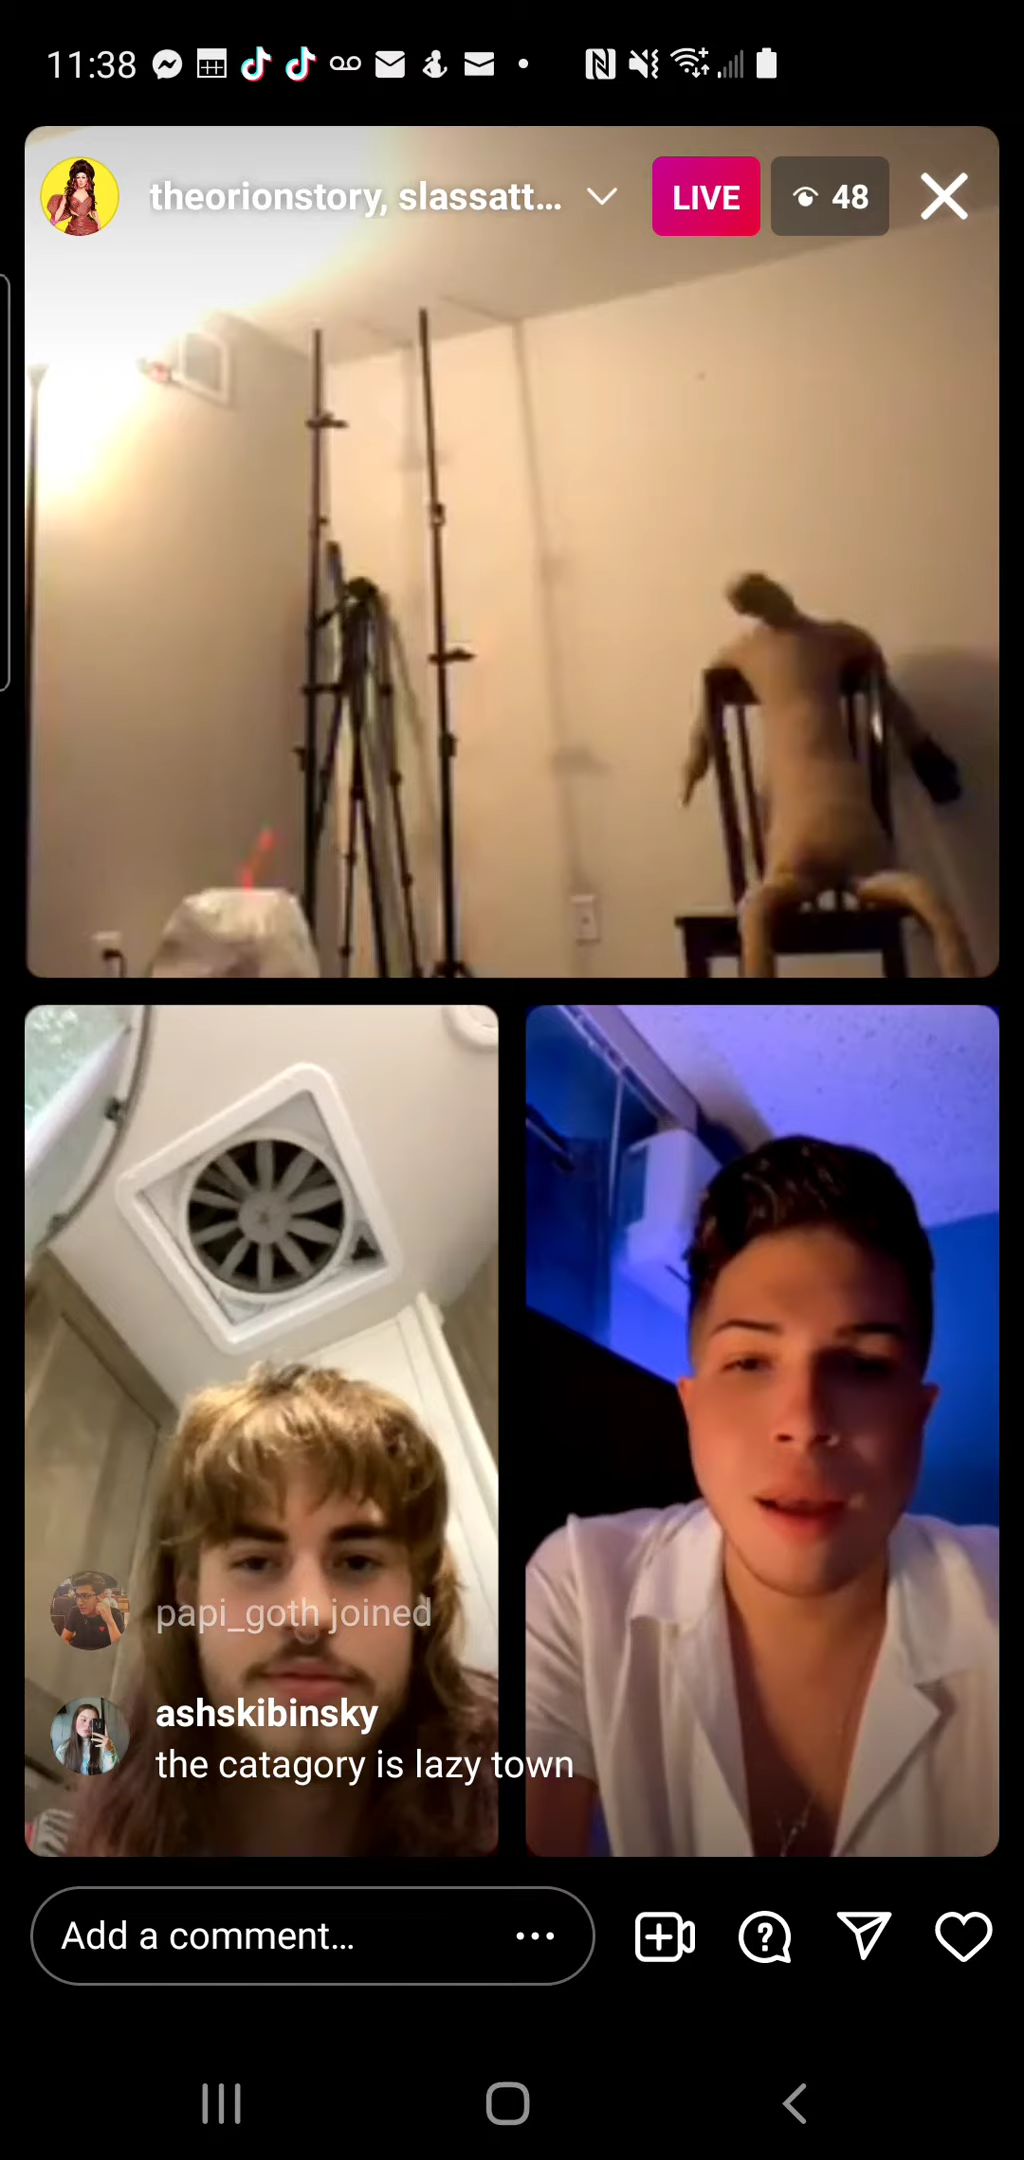 11:38
theorionstory, slassatt...
LIVE
48
papi_goth joined
ashskibinsky
the catagory is lazy town
Add a comment...